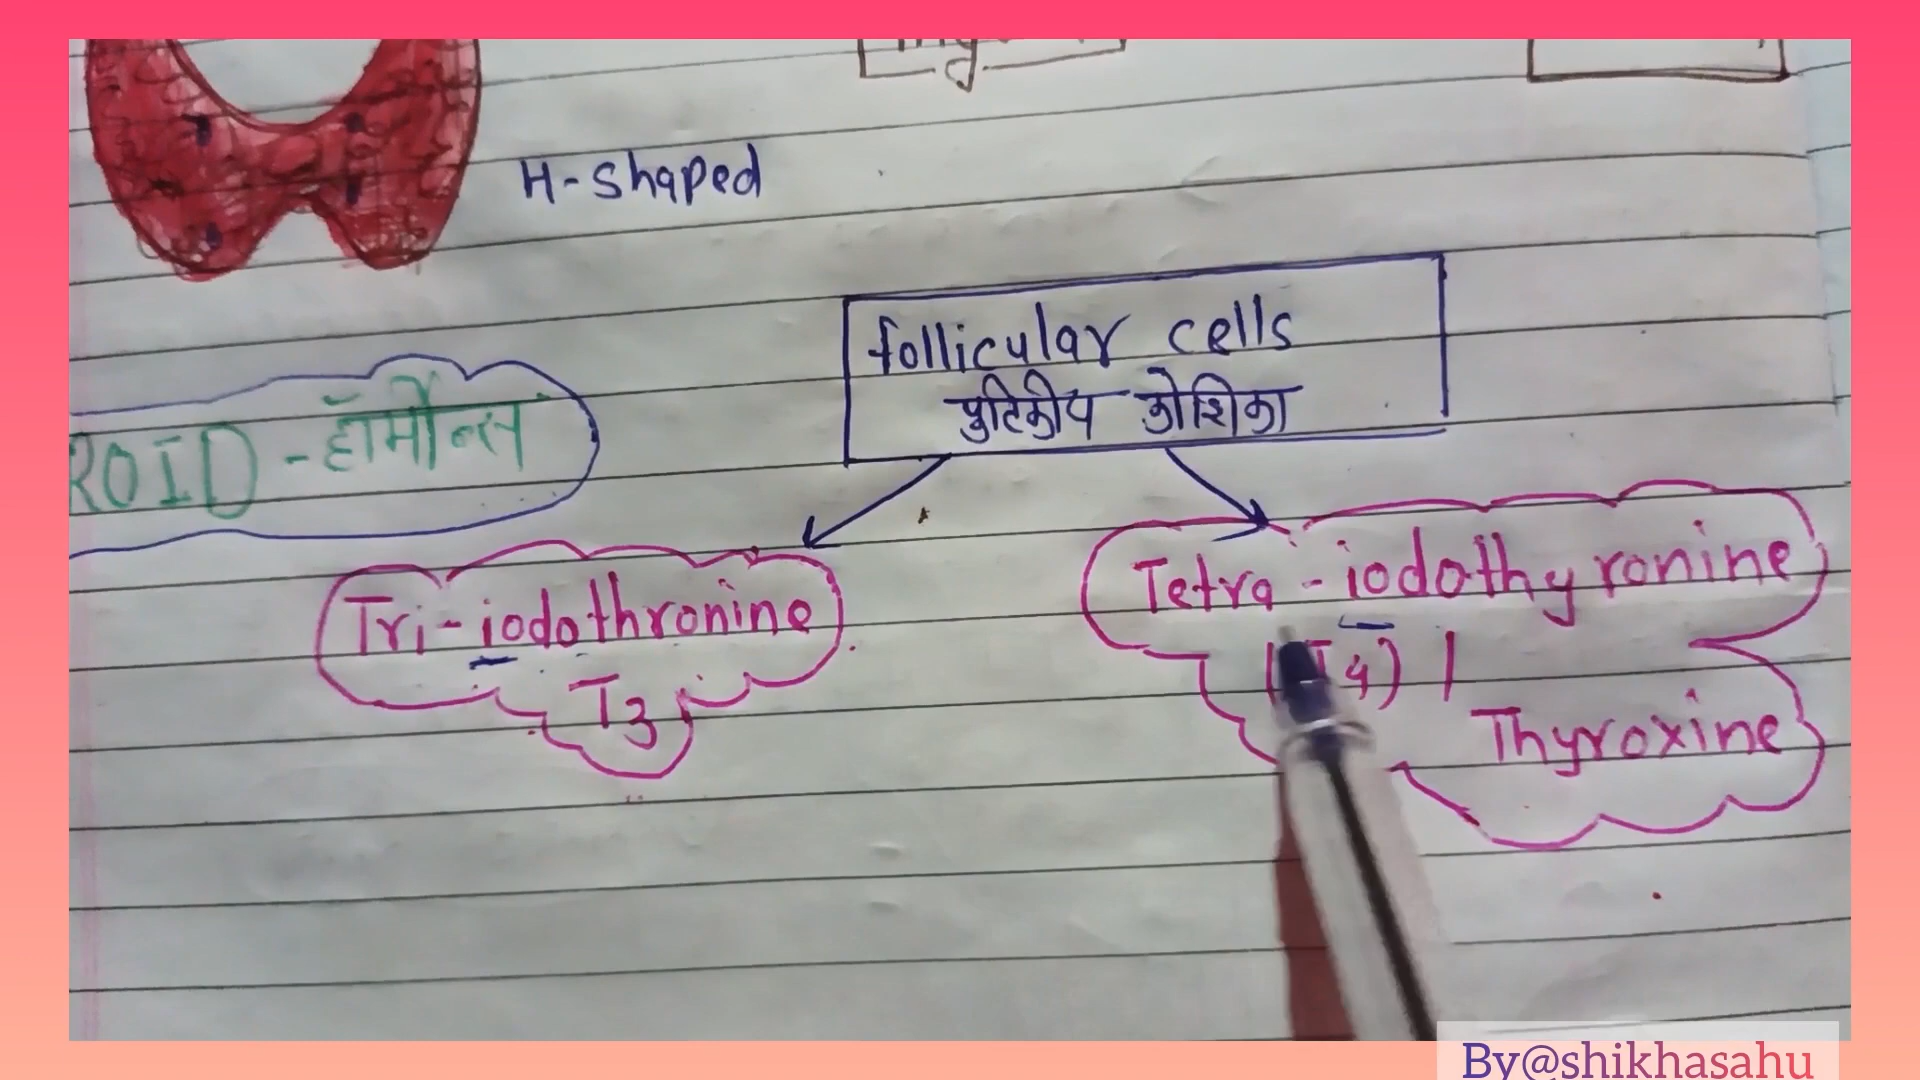 H-shaped
follicular cells
पुटिकीय कोशिका
ROID-हॉर्मोन्स
Tri-iodothronine
T3
Tetra-iodothyronine
(T4) |
Thyroxine
By@shikhasahu